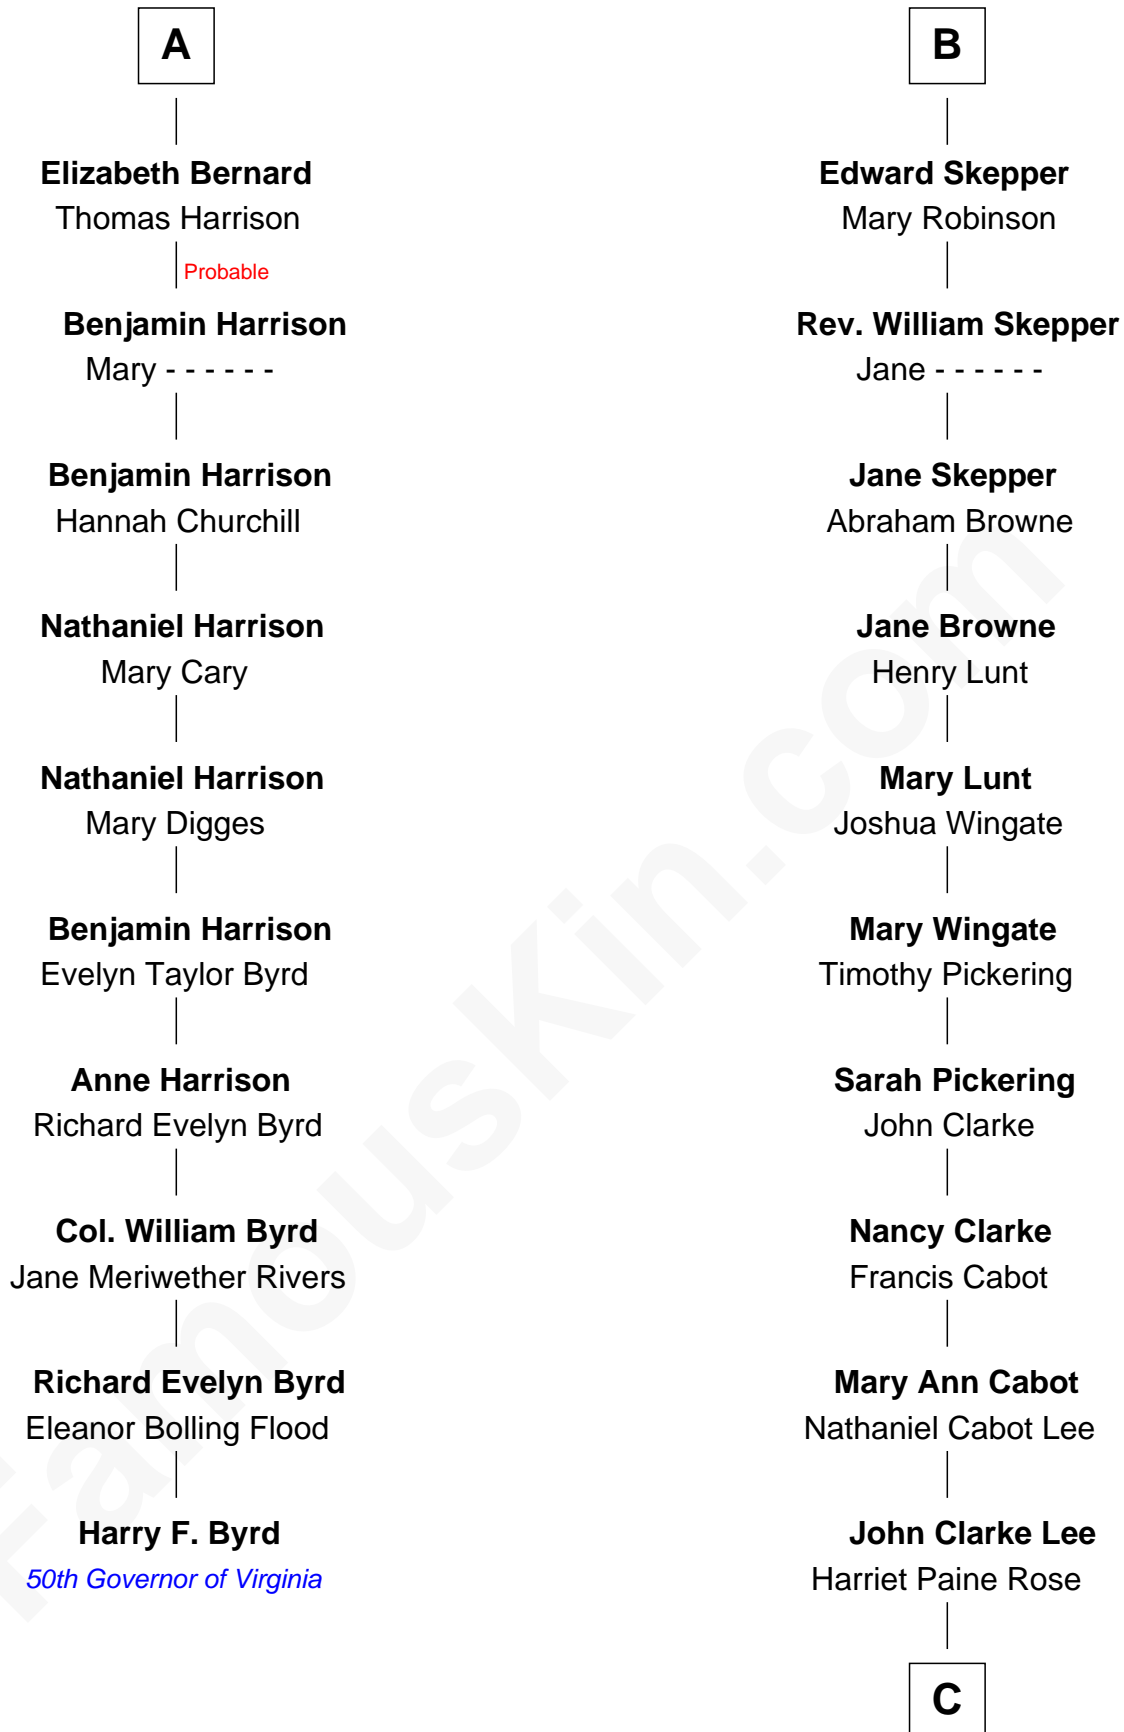 A
Elizabeth Bernard
Thomas Harrison
Probable
Benjamin Harrison
Mary - - - - - -
Benjamin Harrison
Hannah Churchill
Nathaniel Harrison
Mary Cary
Nathaniel Harrison
Mary Digges
Benjamin Harrison
Evelyn Taylor Byrd
Anne Harrison
Richard Evelyn Byrd
Col. William Byrd
Jane Meriwether Rivers
Richard Evelyn Byrd
Eleanor Bolling Flood
Harry F. Byrd
50th Governor of Virginia
B
Edward Skepper
Mary Robinson
Rev. William Skepper
Jane - - - - - -
Jane Skepper
Abraham Browne
Jane Browne
Henry Lunt
Mary Lunt
Joshua Wingate
Mary Wingate
Timothy Pickering
Sarah Pickering
John Clarke
Nancy Clarke
Francis Cabot
Mary Ann Cabot
Nathaniel Cabot Lee
John Clarke Lee
Harriet Paine Rose
C
FamousKin.com